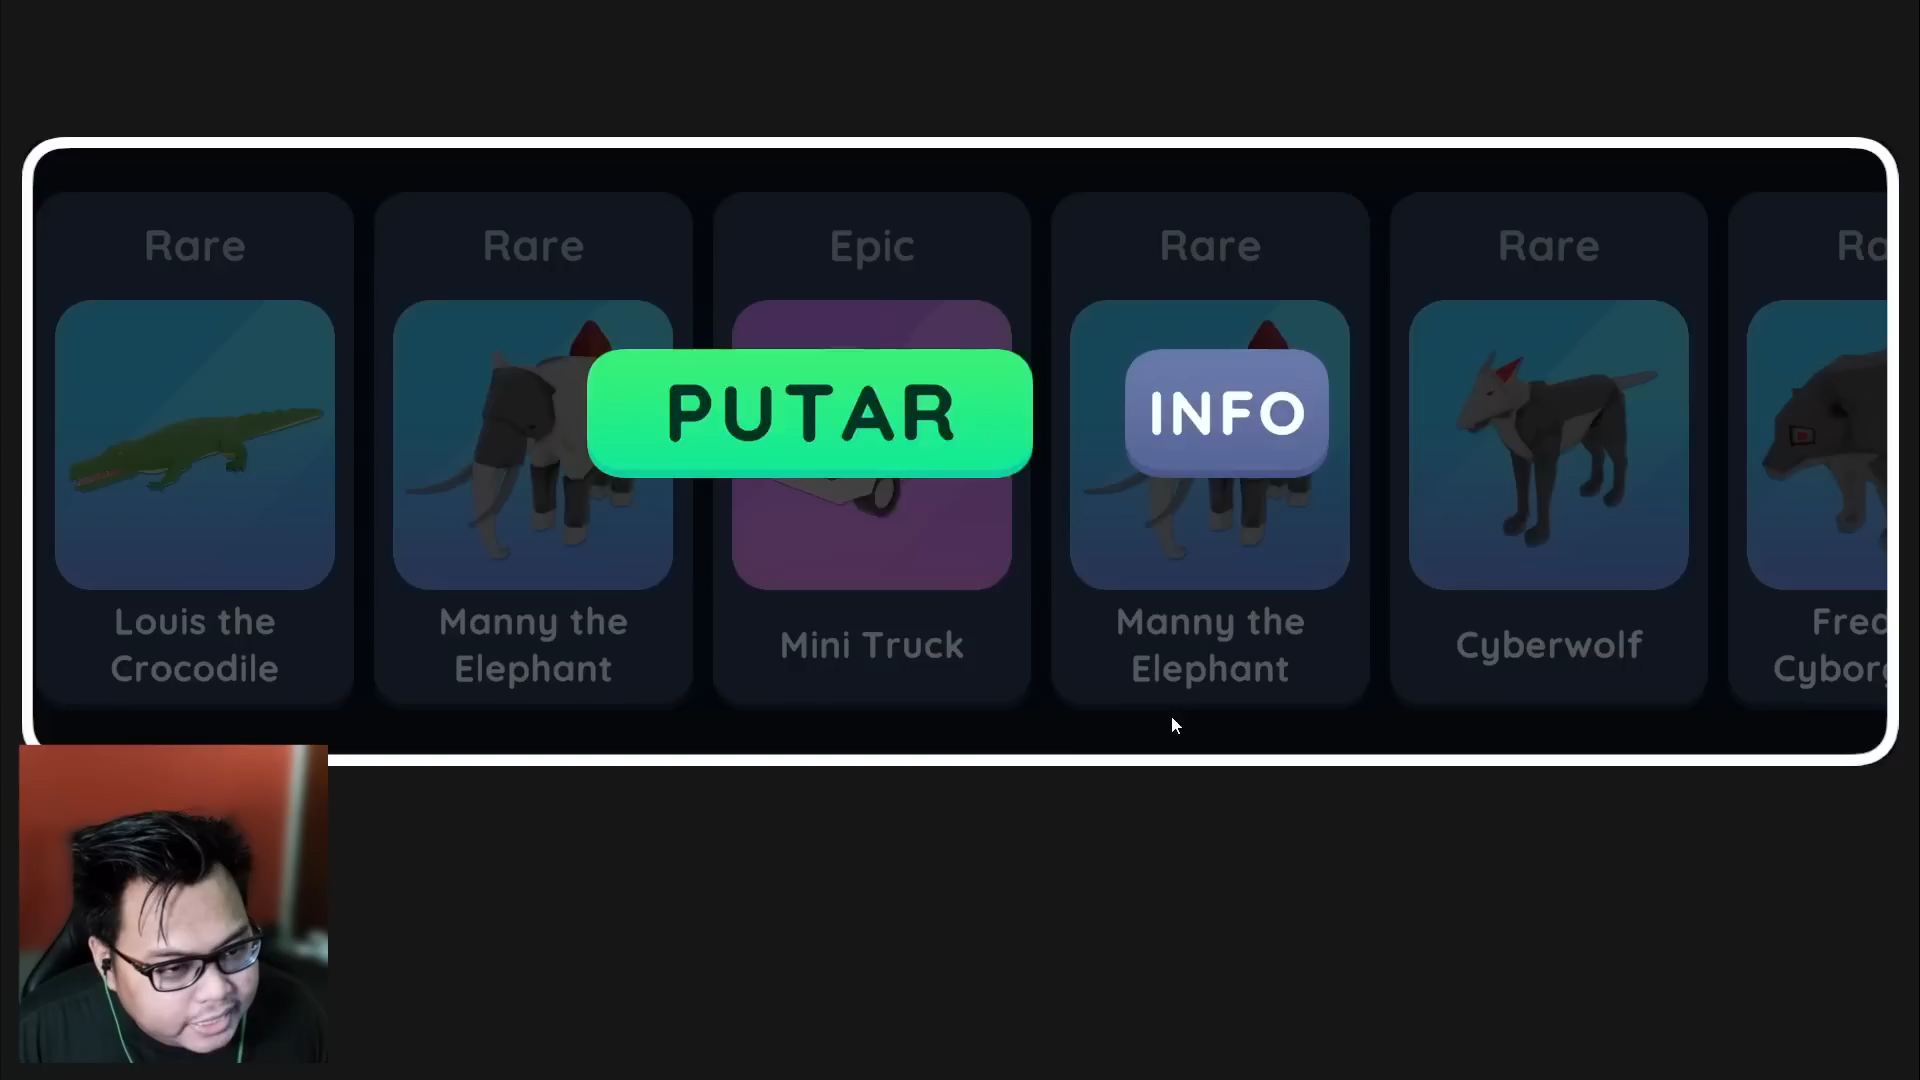 Rare
Rare
Epic
Rare
Rare
PUTAR
INFO
Louis the
Crocodile
Manny the
Elephant
Mini Truck
Manny the
Elephant
Cyberwolf